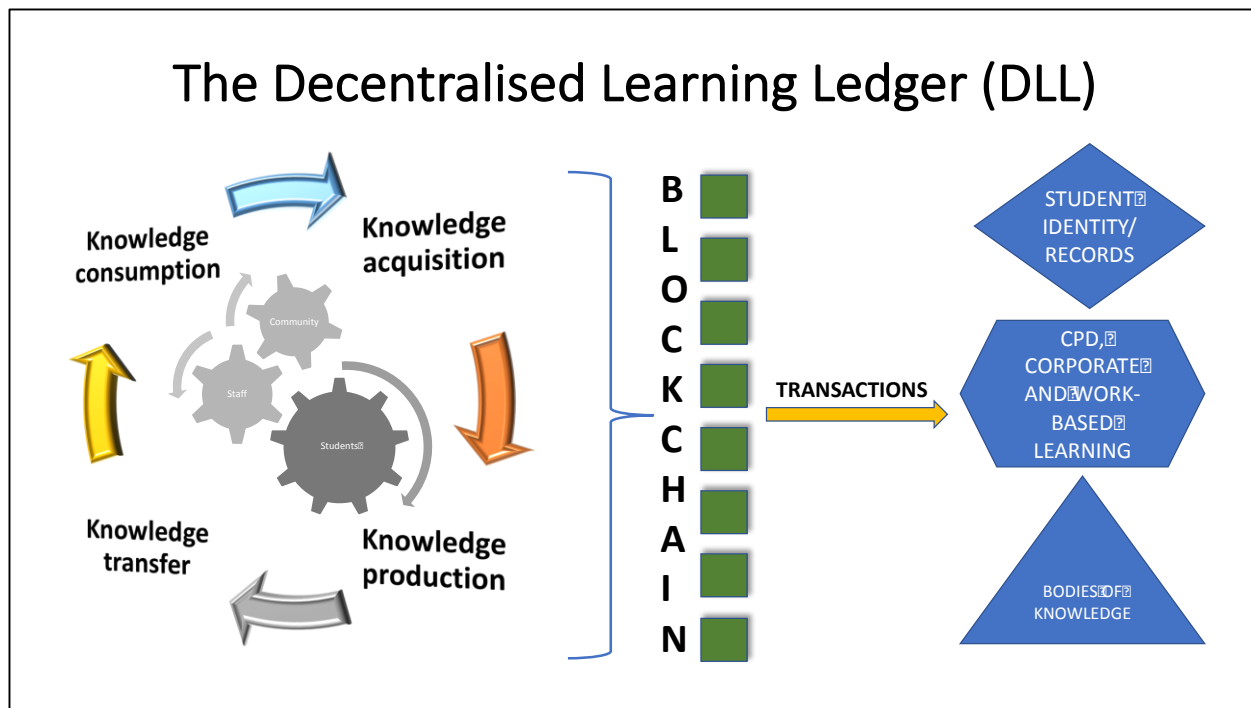 The Decentralised Learning Ledger (DLL)
Knowledge
consumption
Knowledge
acquisition
Community
Staff
Students
Knowledge
transfer
Knowledge
production
B
L
O
C
K
C
H
A
I
N
TRANSACTIONS
STUDENT
IDENTITY/
RECORDS
CPD,
CORPORATE
AND WORK-
BASED
LEARNING
BODIES OF
KNOWLEDGE